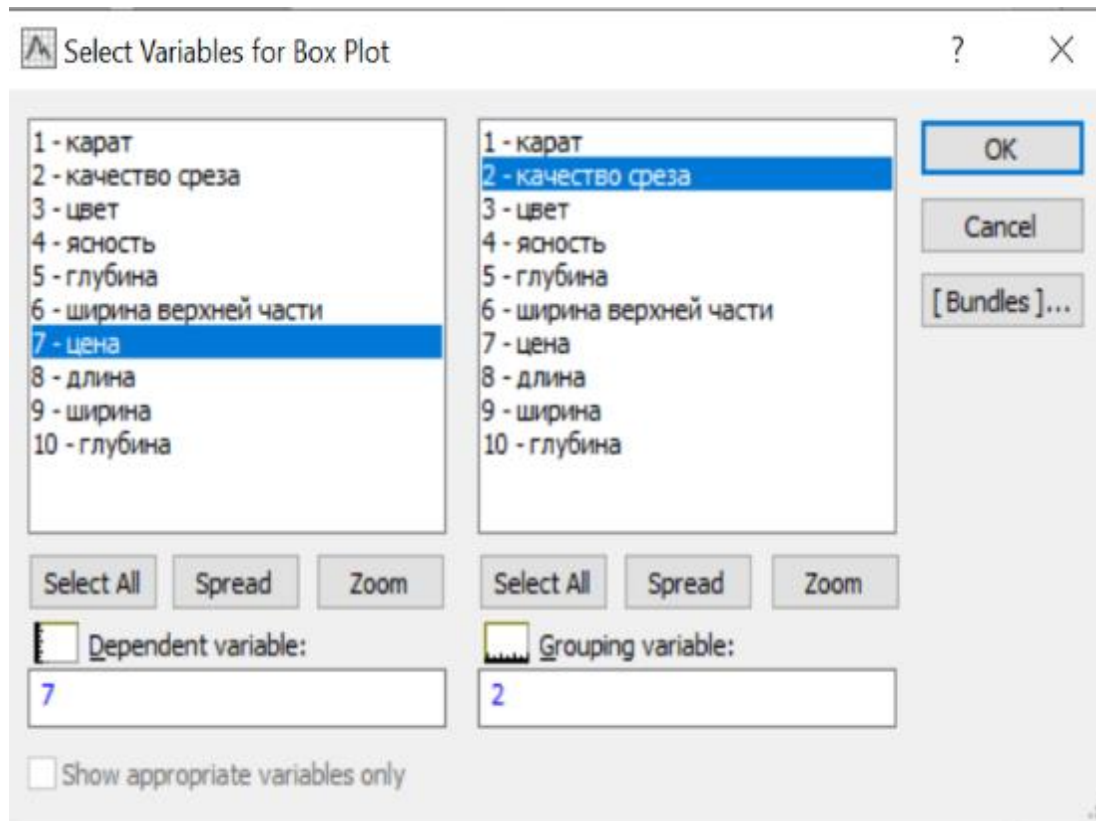 Select Variables for Box Plot
?
1 - карат
2 - качество среза
3 - цвет
4 - ясность
5 - глубина
6 - ширина верхней части
7 - цена
8 - длина
9 - ширина
10 - глубина
Select All
Spread
Zoom
Dependent variable:
7
Show appropriate variables only
1 - карат
2 - качество среза
3 - цвет
4 - ясность
5 - глубина
6 - ширина верхней части
7 - цена
8 - длина
9 - ширина
10 - глубина
Select All
Spread
Zoom
Grouping variable:
2
OK
Cancel
[ Bundles ]...